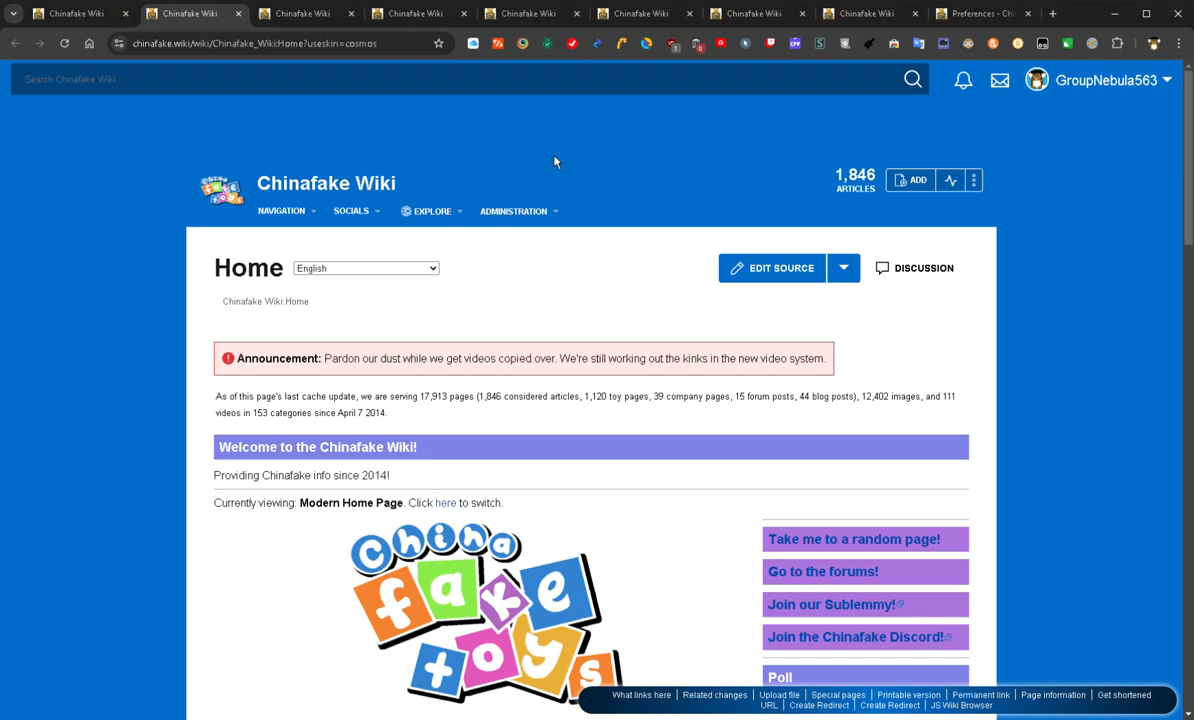 Chinafake Wiki
Chinafake Wiki
Chinafake Wiki
Chinafake Wiki
Chinafake Wiki
Chinafake Wiki
Chinafake Wiki
Chinafake Wiki
Preferences - Chi
chinafake.wiki/wiki/Chinafake_Wiki:Home?useskin=cosmos
Search Chinafake Wiki
GroupNebula563
Chinafake Wiki
1,846
ARTICLES
ADD
NAVIGATION
SOCIALS
EXPLORE
ADMINISTRATION
Home
English
EDIT SOURCE
DISCUSSION
Chinafake Wiki:Home
Announcement: Pardon our dust while we get videos copied over. We're still working out the kinks in the new video system.
As of this page's last cache update, we are serving 17,913 pages (1,846 considered articles, 1,120 toy pages, 39 company pages, 15 forum posts, 44 blog posts), 12,402 images, and 111
videos in 153 categories since April 7 2014.
Welcome to the Chinafake Wiki!
Providing Chinafake info since 2014!
Currently viewing: Modern Home Page. Click here to switch.
china
fake
toys
Take me to a random page!
Go to the forums!
Join our Sublemmy!
Join the Chinafake Discord!
Poll
What links here | Related changes | Upload file | Special pages | Printable version | Permanent link | Page information | Get shortened
URL | Create Redirect | Create Redirect | JS Wiki Browser